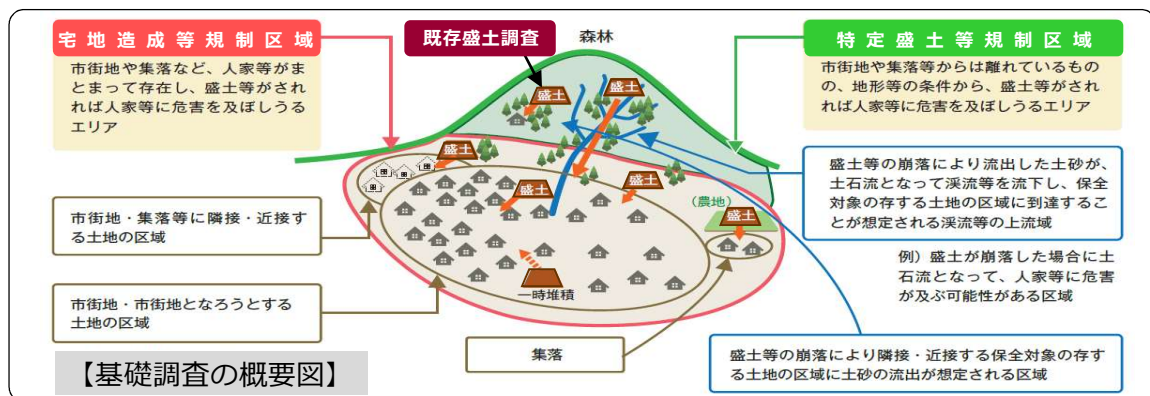 宅地造成等規制区域
市街地や集落など、人家等がま
とまって存在し、盛土等がされ
れば人家等に危害を及ぼしうる
エリア
既存盛土調査
森林
特定盛土等規制区域
市街地や集落等からは離れているもの
の、地形等の条件から、盛土等がされ
れば人家等に危害を及ぼしうるエリア
盛土
盛土
盛土
盛土
盛土
(農地)
盛土
一時堆積
市街地・集落等に隣接・近接す
る土地の区域
市街地・市街地となろうとする
土地の区域
集落
盛土等の崩落により流出した土砂が、
土石流となって渓流等を流下し、保全
対象の存する土地の区域に到達するこ
とが想定される渓流等の上流域
例）盛土が崩落した場合に土
石流となって、人家等に危害
が及ぶ可能性がある区域
盛土等の崩落により隣接・近接する保全対象の存す
る土地の区域に土砂の流出が想定される区域
【基礎調査の概要図】